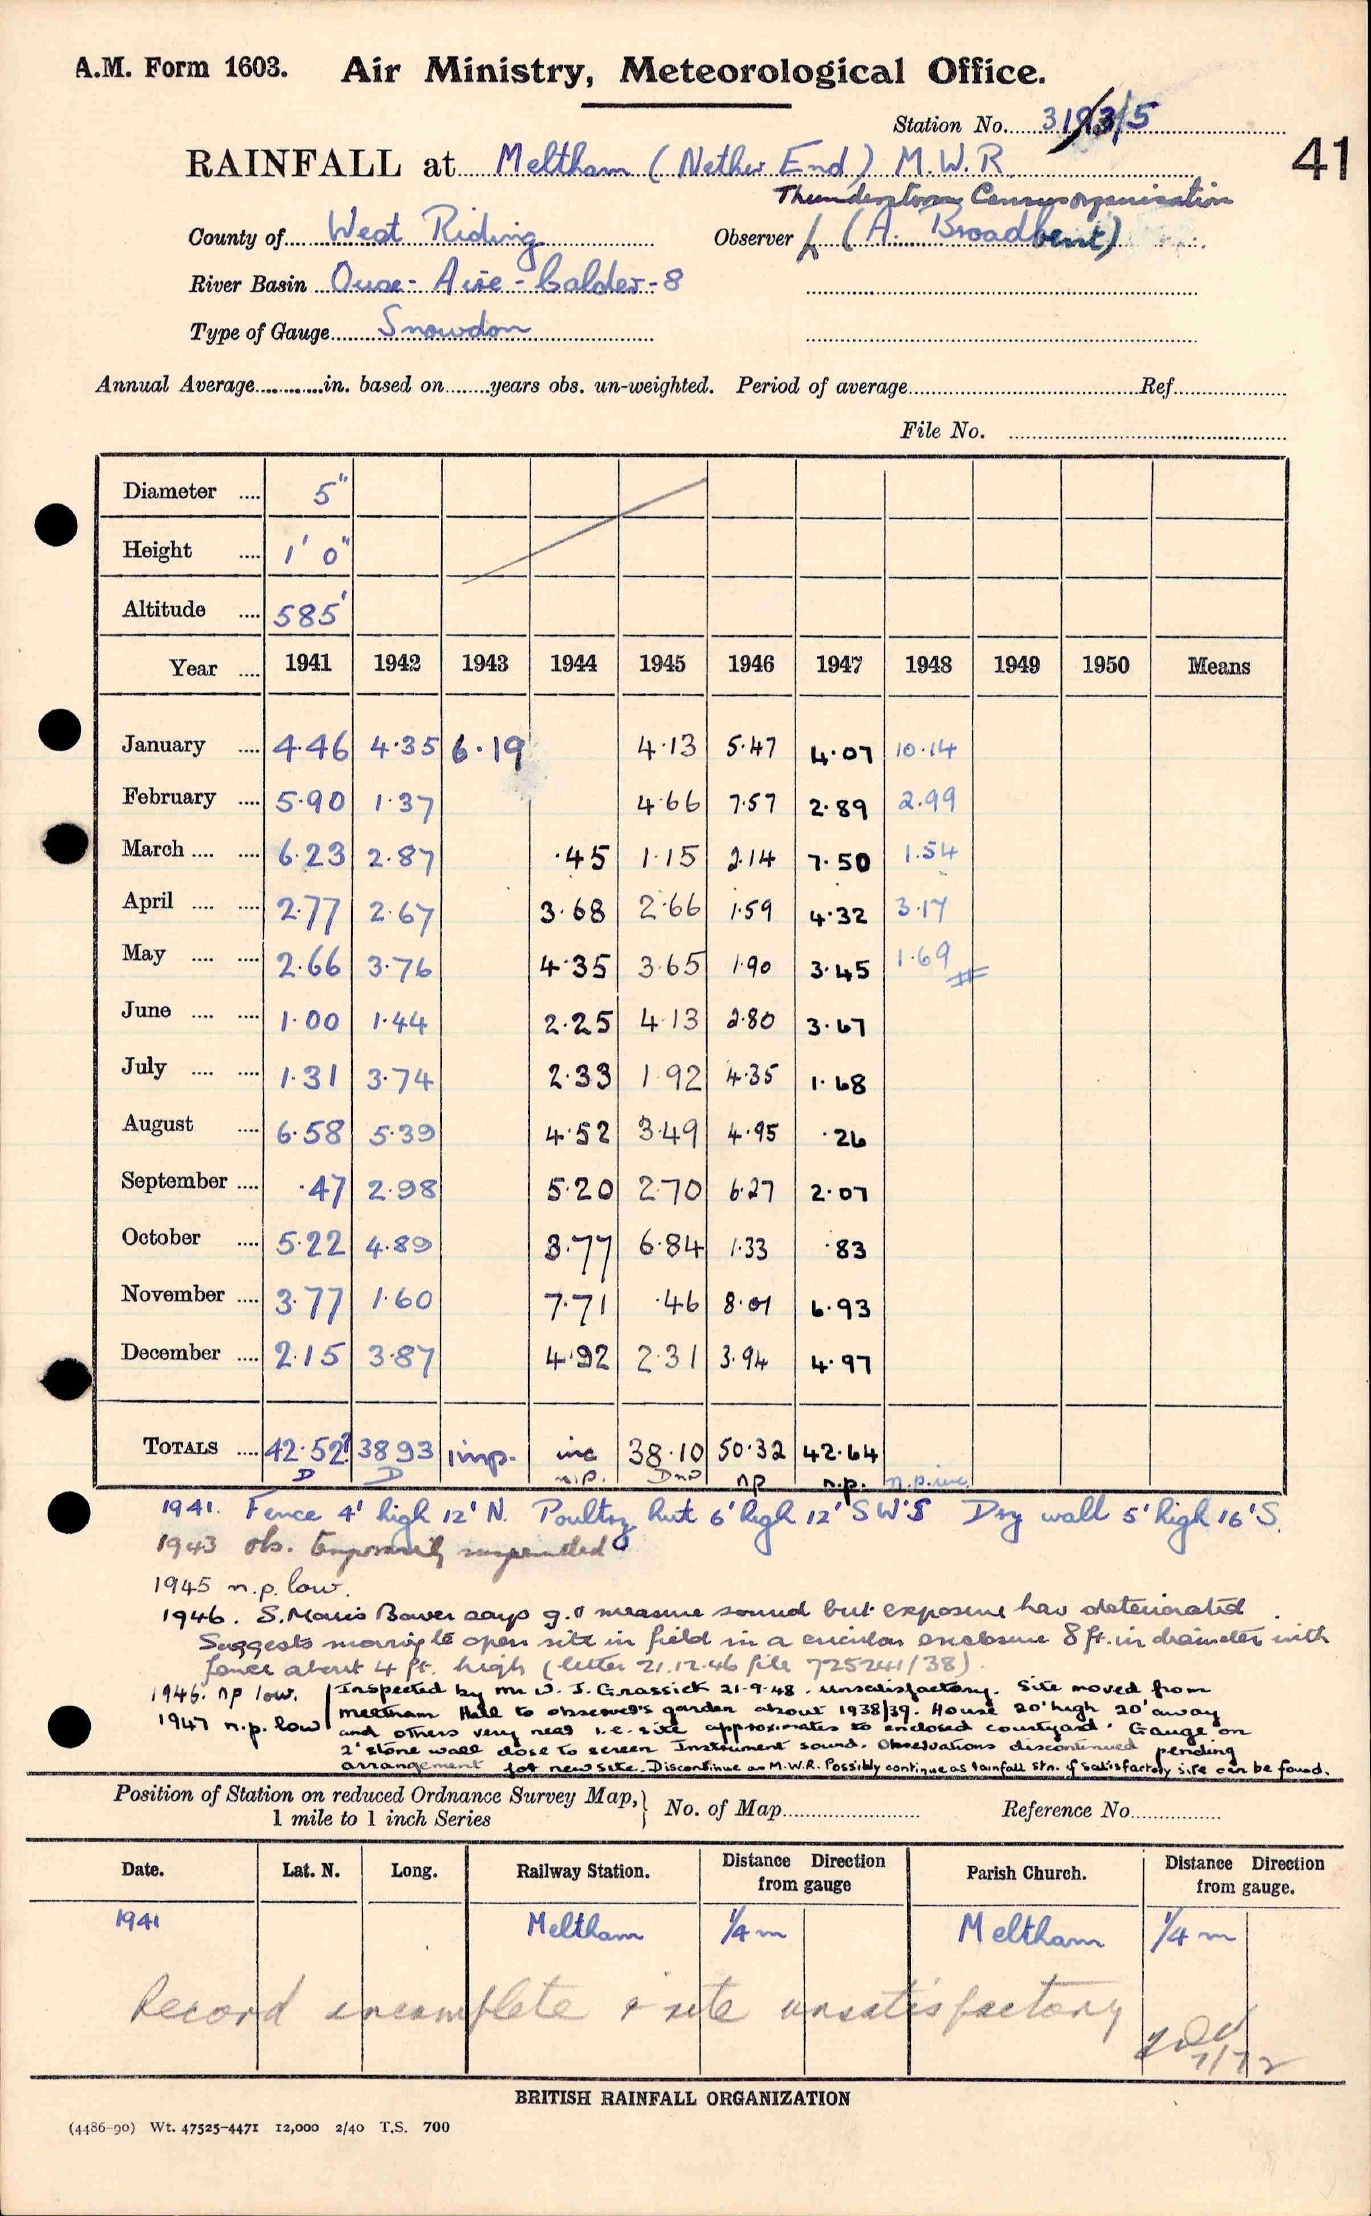 A.M. Form 1603. Air Ministry, Meteorological Office.
Station No. 3193/5
41
RAINFALL at Meltham (Nether End) M.W.R
Thunderstorm Census organisation
County of West Riding Observer (A. Broadbent)
River Basin Ouse - Aire - Calder - 8
Type of Gauge Snowdon
Annual Average in. based on years obs. un-weighted. Period of average Ref
File No.
Diameter 5"
Height 1' 0"
Altitude 585'
Year 1941 1942 1943 1944 1945 1946 1947 1948 1949 1950 Means
January 4.46 4.35 6.19 4.13 5.47 4.07 10.14
February 5.90 1.37 4.66 7.57 2.89 2.99
March 6.23 2.87 .45 1.15 2.14 7.50 1.54
April 2.77 2.67 3.68 2.66 1.59 4.32 3.17
May 2.66 3.76 4.35 3.65 1.90 3.45 1.69
June 1.00 1.44 2.25 4.13 2.80 3.67
July 1.31 3.74 2.33 1.92 4.35 1.68
August 6.58 5.39 4.52 3.49 4.95 .26
September .47 2.98 5.20 2.70 6.27 2.07
October 5.22 4.89 3.77 6.84 1.33 .83
November 3.77 1.60 7.71 .46 8.01 6.93
December 2.15 3.87 4.92 2.31 3.94 4.97
TOTALS 42.52? 38 93 imp. inc 38.10 50.32 42.64
D D n.p. Dnp np n.p. n.p. inc
1941. Fence 4' high 12' N. Poultry hut 6' high 12' SW'S Dry wall 5' high 16' S.
1943 obs. temporarily suspended
1945 n.p. low.
1946. S. Morris Bower says g. & measure sound but exposure has deteriorated.
Suggests moving to open site in field in a circular enclosure 8 ft. in diameter with
fence about 4 ft. high (letter 21.12.46 file 725241/38).
1946. np low. Inspected by Mr W. J. Grassick 21-9-48. Unsatisfactory. Site moved from
1947 n.p. low Meltham Hall to observer's garden about 1938/39. House 20' high 20' away
and others very near i.e. site approximates to enclosed courtyard. Gauge on
2' stone wall close to screen Instrument sound. Observations discontinued pending
arrangement for new site. Discontinue as M.W.R. Possibly continue as rainfall stn. if satisfactory site can be found.
Position of Station on reduced Ordnance Survey Map, 1 mile to 1 inch Series } No. of Map Reference No.
Date. Lat. N. Long. Railway Station. Distance Direction from gauge Parish Church. Distance Direction from gauge.
1941 Meltham 1/4 m Meltham 1/4 m
Record incomplete & site unsatisfactory
7/72
BRITISH RAINFALL ORGANIZATION
(4486-90) Wt. 47525-4471 12,000 2/40 T.S. 700